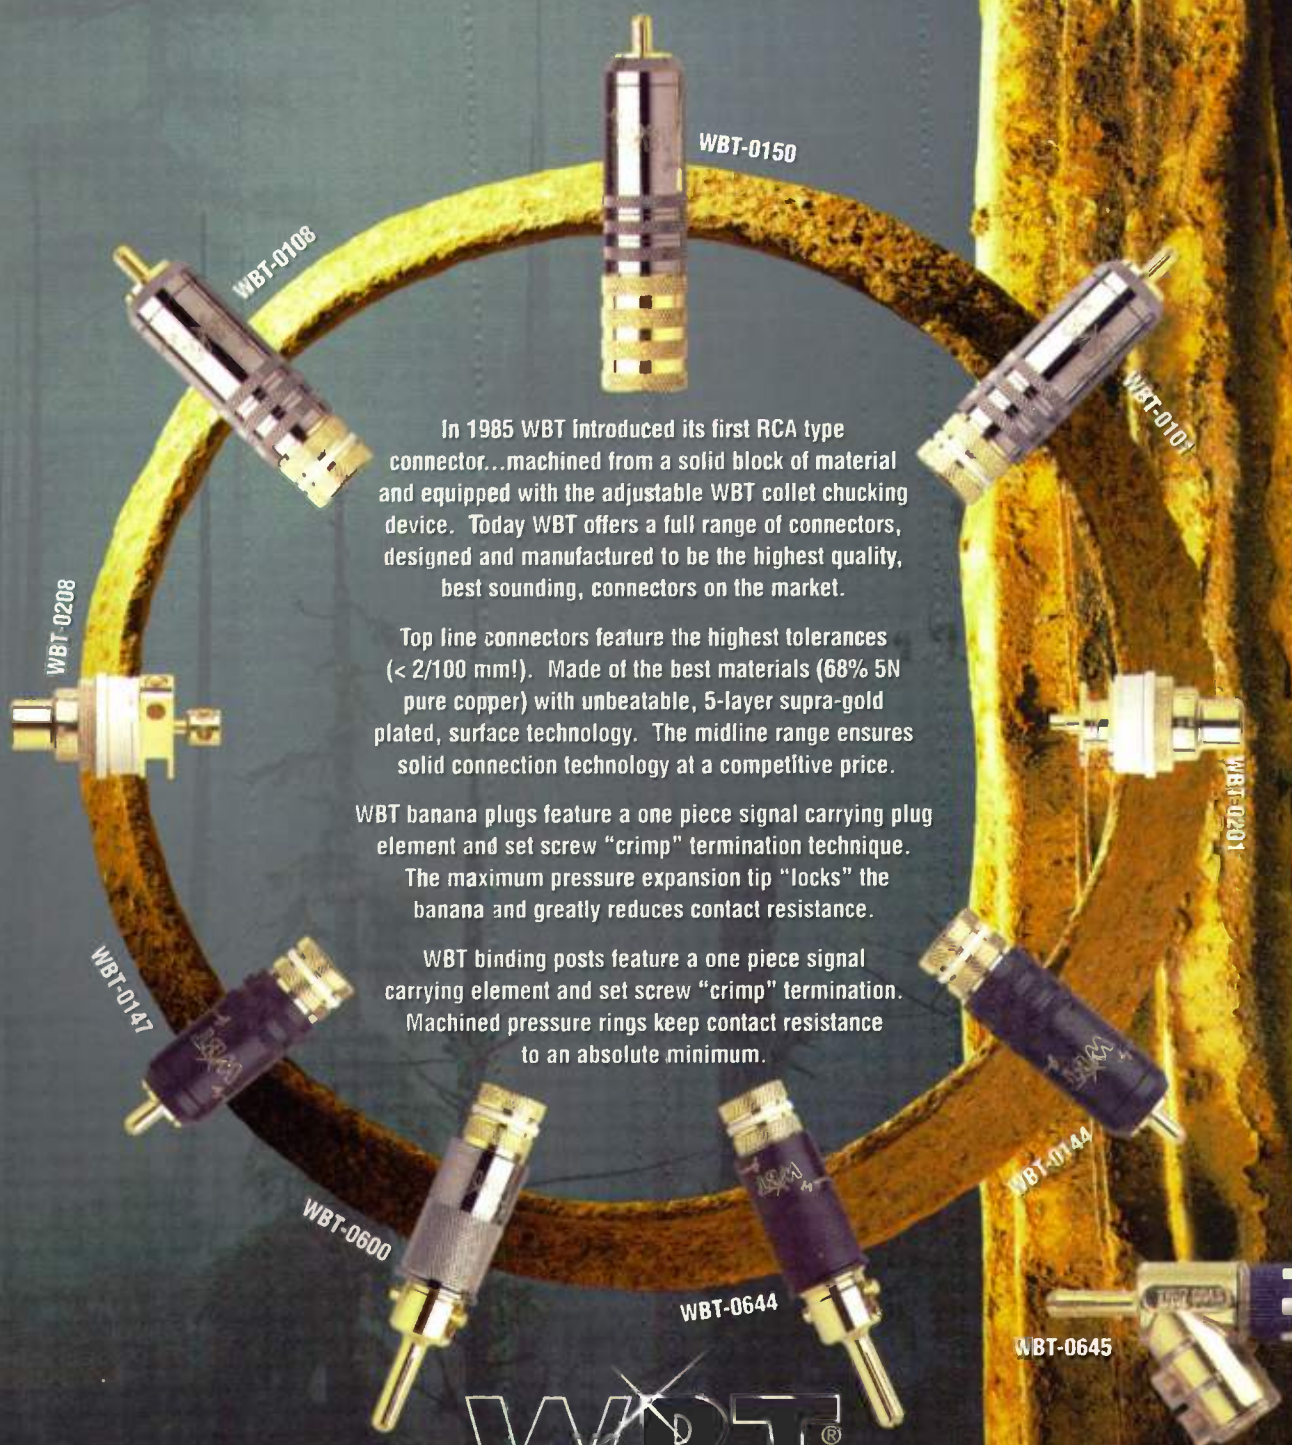 WBT-0150
WBT-0108
WBT-0101
In 1985 WBT introduced its first RCA type
connector...machined from a solid block of material
and equipped with the adjustable WBT collet chucking
device. Today WBT offers a full range of connectors,
designed and manufactured to be the highest quality,
best sounding, connectors on the market.
WBT-0208
Top line connectors feature the highest tolerances
(< 2/100 mm!). Made of the best materials (68% 5N
pure copper) with unbeatable, 5-layer supra-gold
plated, surface technology. The midline range ensures
solid connection technology at a competitive price.
WBT-0201
WBT banana plugs feature a one piece signal carrying plug
element and set screw “crimp” termination technique.
The maximum pressure expansion tip “locks” the
banana and greatly reduces contact resistance.
WBT-0147
WBT binding posts feature a one piece signal
carrying element and set screw “crimp” termination.
Machined pressure rings keep contact resistance
to an absolute minimum.
WBT-0144
WBT-0600
WBT-0644
WBT-0645
WBT®